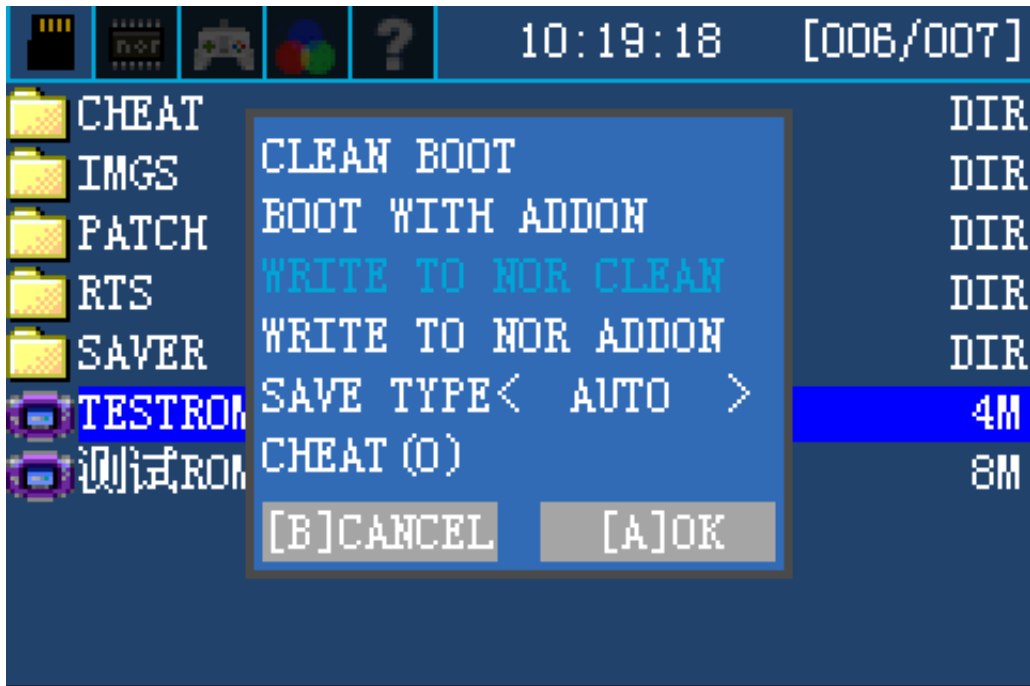 nor ? 10:19:18 [006/007]
CHEAT DIR
IMGS DIR
PATCH DIR
RTS DIR
SAVER DIR
TESTROM 4M
测试ROM 8M
CLEAN BOOT
BOOT WITH ADDON
WRITE TO NOR CLEAN
WRITE TO NOR ADDON
SAVE TYPE< AUTO >
CHEAT(0)
[B]CANCEL [A]OK